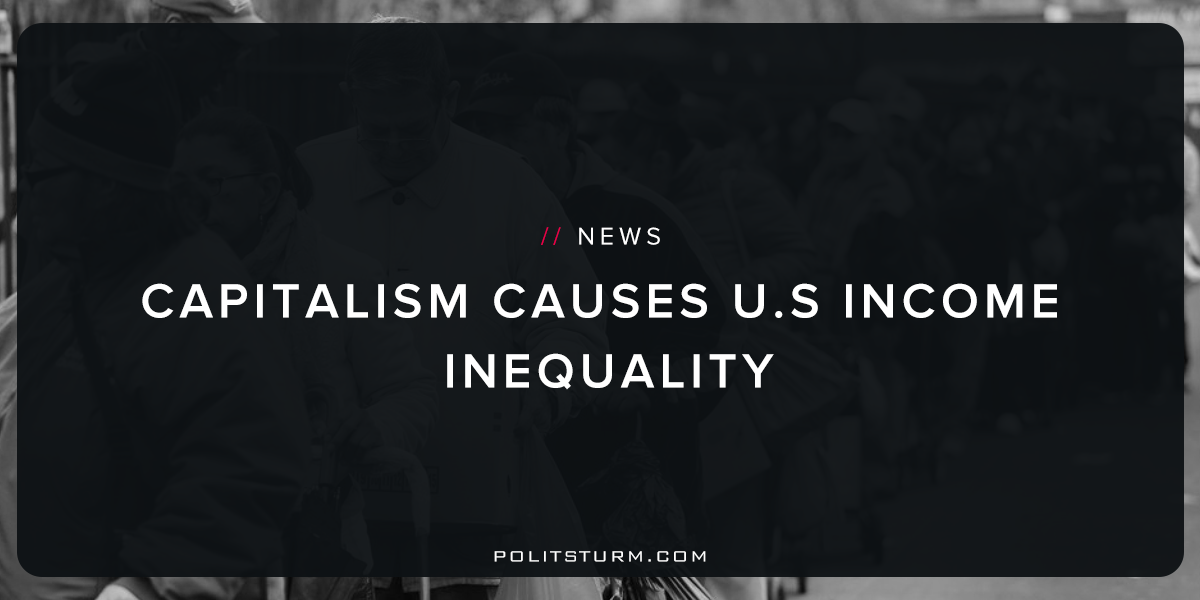 // NEWS
CAPITALISM CAUSES U.S INCOME
INEQUALITY
POLITSTURM.COM